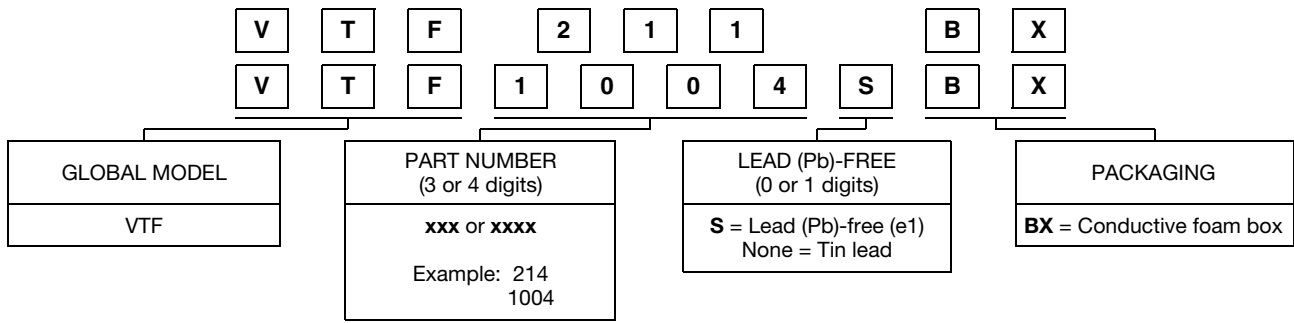 V T F 2 1 1 B X
V T F 1 0 0 4 S B X
GLOBAL MODEL
VTF
PART NUMBER
(3 or 4 digits)
xxx or xxxx
Example: 214
1004
LEAD (Pb)-FREE
(0 or 1 digits)
S = Lead (Pb)-free (e1)
None = Tin lead
PACKAGING
BX = Conductive foam box